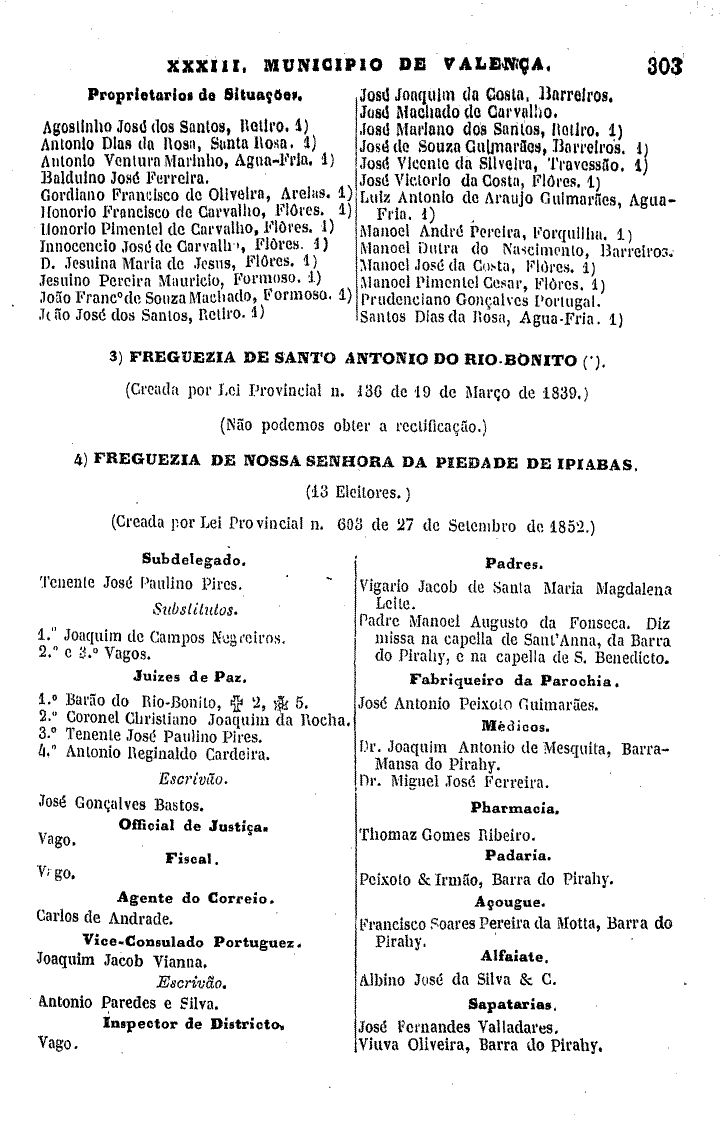 XXXIII. MUNICIPIO DE VALENÇA. 303
Proprietarios de Situações.
Agostinho José dos Santos, Retiro. 1)
Antonio Dias da Rosa, Santa Rosa. 1)
Antonio Ventura Marinho, Agua-Fria. 1)
Balduino José Ferreira.
Gordiano Francisco de Oliveira, Arêas. 1)
Honorio Francisco de Carvalho, Flôres. 1)
Honorio Pimentel de Carvalho, Flôres. 1)
Innocencio José de Carvalho, Flôres. 1)
D. Jesuina Maria de Jesus, Flôres. 1)
Jesuino Pereira Mauricio, Formoso. 1)
João Francº de Souza Machado, Formoso. 1)
João José dos Santos, Retiro. 1)
José Joaquim da Costa, Barreiros.
José Machado de Carvalho.
José Mariano dos Santos, Retiro. 1)
José de Souza Guimarães, Barreiros. 1)
José Vicente da Silveira, Travessão. 1)
José Victorio da Costa, Flôres. 1)
Luiz Antonio de Araujo Guimarães, Agua-
Fria. 1)
Manoel André Pereira, Forquilha. 1)
Manoel Dutra do Nascimento, Barreiros.
Manoel José da Costa, Flôres. 1)
Manoel Pimentel Cesar, Flôres. 1)
Prudenciano Gonçalves Portugal.
Santos Dias da Rosa, Agua-Fria. 1)
3) FREGUEZIA DE SANTO ANTONIO DO RIO-BONITO (*).
(Creada por Lei Provincial n. 136 de 19 de Março de 1839.)
(Não podemos obter a rectificação.)
4) FREGUEZIA DE NOSSA SENHORA DA PIEDADE DE IPIABAS.
(13 Eleitores.)
(Creada por Lei Provincial n. 603 de 27 de Setembro de 1852.)
Subdelegado.
Tenente José Paulino Pires.
Substitutos.
1.º Joaquim de Campos Negreiros.
2.º e 3.º Vagos.
Juizes de Paz.
1.º Barão do Rio-Bonito, ✠ 2, 5.
2.º Coronel Christiano Joaquim da Rocha.
3.º Tenente José Paulino Pires.
4.º Antonio Reginaldo Cardeira.
Escrivão.
José Gonçalves Bastos.
Official de Justiça.
Vago.
Fiscal.
Vago.
Agente do Correio.
Carlos de Andrade.
Vice-Consulado Portuguez.
Joaquim Jacob Vianna.
Escrivão.
Antonio Paredes e Silva.
Inspector de Districto.
Vago.
Padres.
Vigario Jacob de Santa Maria Magdalena
Leite.
Padre Manoel Augusto da Fonseca. Diz
missa na capella de Sant'Anna, da Barra
do Pirahy, e na capella de S. Benedicto.
Fabriqueiro da Parochia.
José Antonio Peixoto Guimarães.
Médicos.
Dr. Joaquim Antonio de Mesquita, Barra-
Mansa do Pirahy.
Dr. Miguel José Ferreira.
Pharmacia.
Thomaz Gomes Ribeiro.
Padaria.
Peixoto & Irmão, Barra do Pirahy.
Açougue.
Francisco Soares Pereira da Motta, Barra do
Pirahy.
Alfaiate.
Albino José da Silva & C.
Sapatarias.
José Fernandes Valladares.
Viuva Oliveira, Barra do Pirahy.